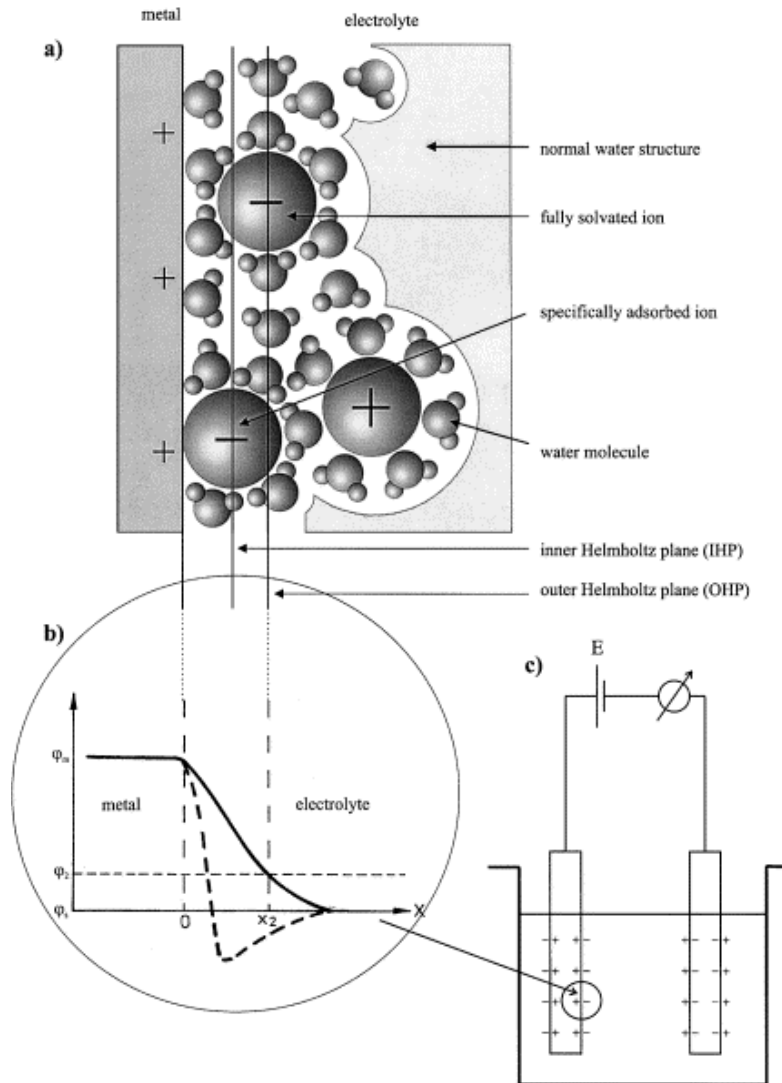 metal
electrolyte
a)
+
normal water structure
−
fully solvated ion
+
specifically adsorbed ion
+
−
+
water molecule
inner Helmholtz plane (IHP)
outer Helmholtz plane (OHP)
b)
c)
E
φm
metal
electrolyte
φ2
φs
0
x2
X
+ + − − + − +
+ + − − + − +
+ + − − + − +
+ + − − + − +